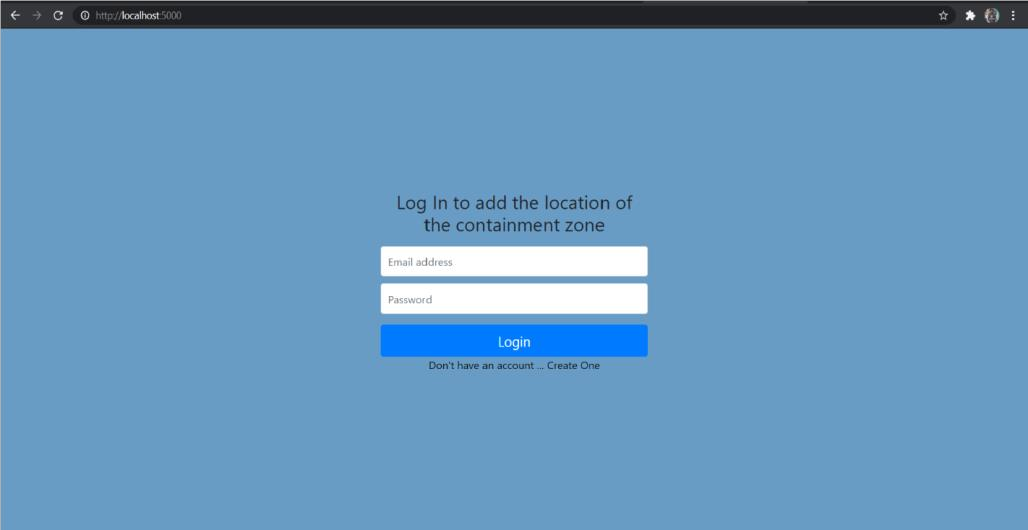 http://localhost:5000
Log In to add the location of
the containment zone
Email address
Password
Login
Don't have an account ... Create One